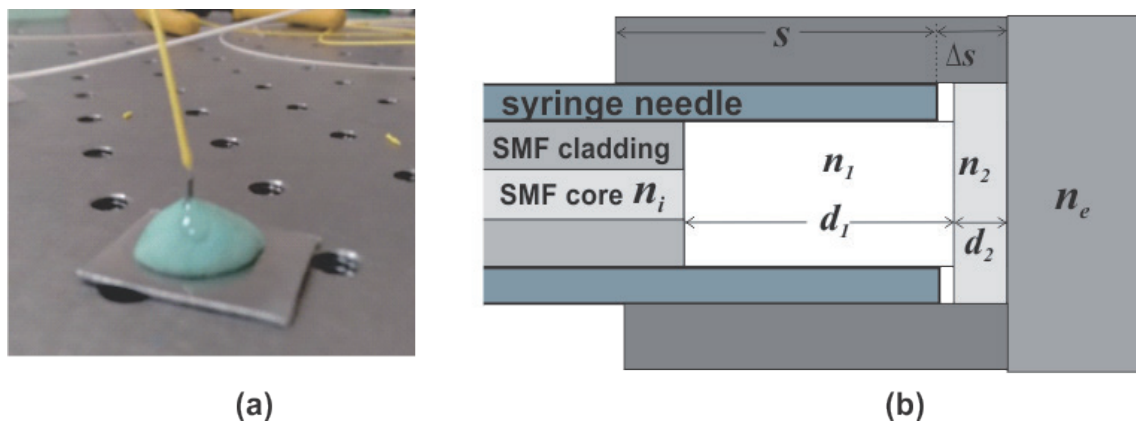 s
Δs
syringe needle
SMF cladding
n₁
n₂
SMF core nᵢ
nₑ
d₁
d₂
(a)
(b)